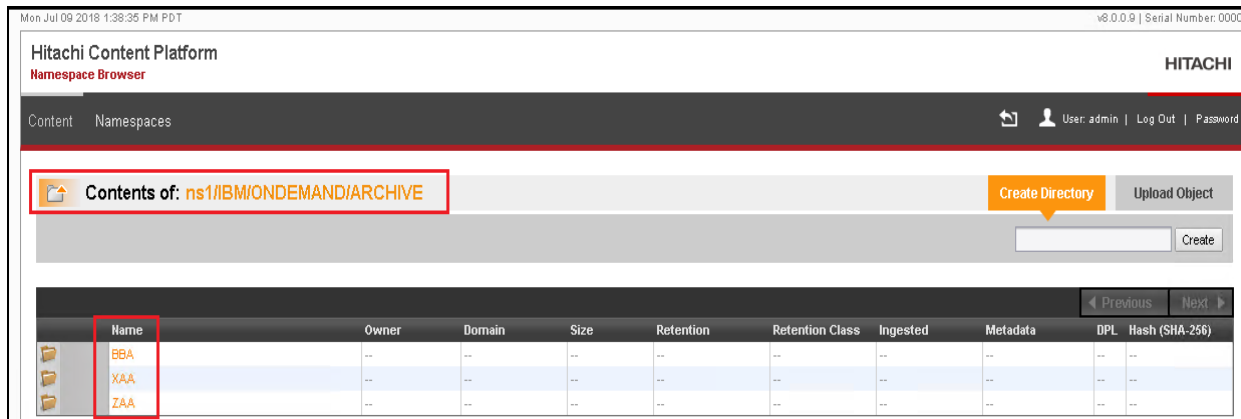 Mon Jul 09 2018 1:38:35 PM PDT v8.0.0.9 | Serial Number: 0000
Hitachi Content Platform
Namespace Browser
HITACHI
Content Namespaces User: admin | Log Out | Password
Contents of: ns1/IBM/ONDEMAND/ARCHIVE Create Directory Upload Object
Create
Previous Next
Name Owner Domain Size Retention Retention Class Ingested Metadata DPL Hash (SHA-256)
BBA -- -- -- -- -- -- -- -- --
XAA -- -- -- -- -- -- -- -- --
ZAA -- -- -- -- -- -- -- -- --